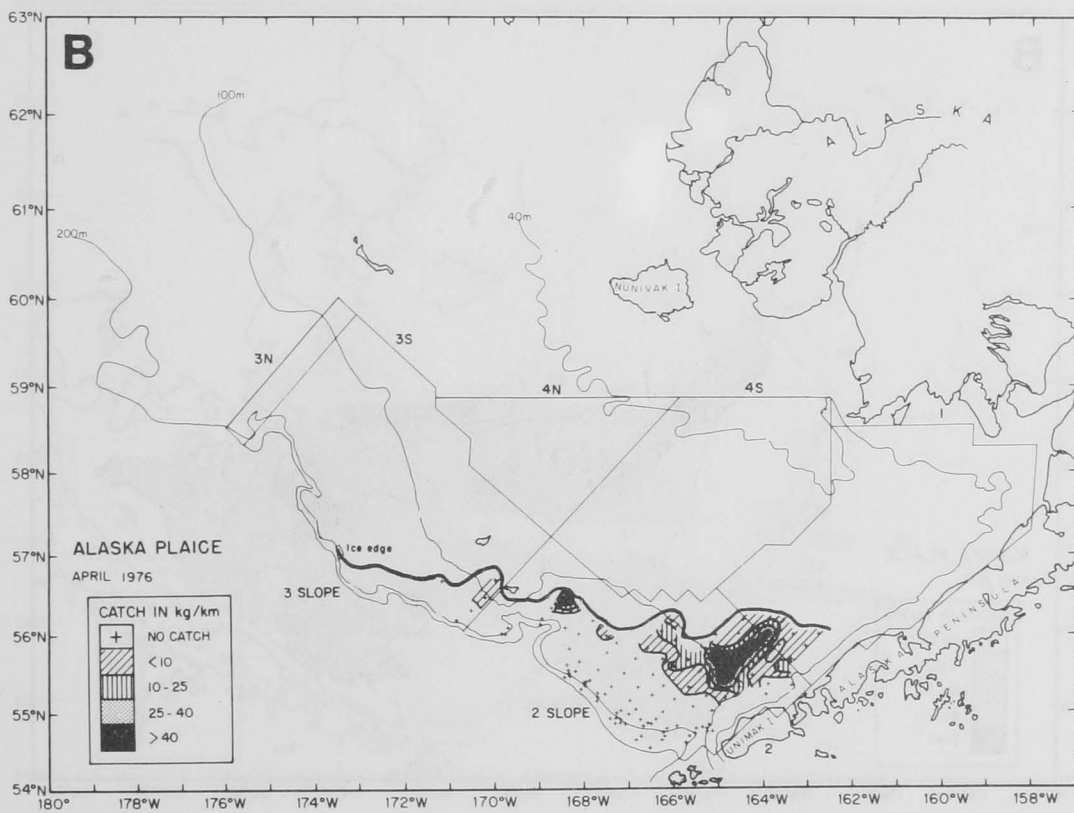 B
63°N
62°N
61°N
60°N
59°N
58°N
57°N
56°N
55°N
54°N
180°
178°W
176°W
174°W
172°W
170°W
168°W
166°W
164°W
162°W
160°W
158°W
100m
200m
40m
ALASKA
NUNIVAK I.
3N
3S
4N
4S
1
Ice edge
3 SLOPE
2 SLOPE
ALASKA PENINSULA
UNIMAK I.
2
ALASKA PLAICE
APRIL 1976
CATCH IN kg/km
+ NO CATCH
<10
10-25
25-40
>40